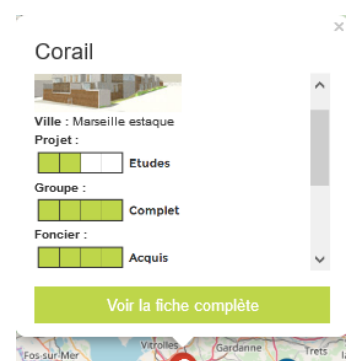 ×
Corail
Ville : Marseille estaque
Projet :
Etudes
Groupe :
Complet
Foncier :
Acquis
Voir la fiche complète
Vitrolles
Gardanne
Trets
Fos-sur-Mer